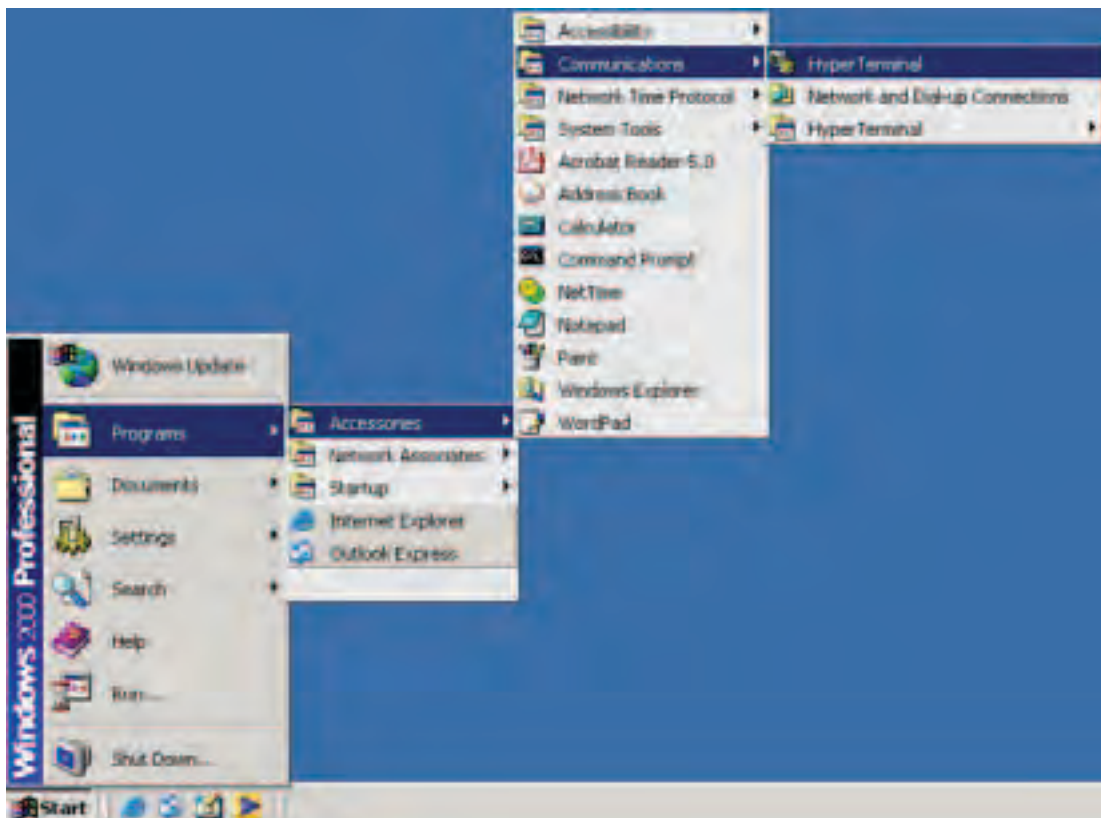 Accessibility
Communications
Network Time Protocol
System Tools
Acrobat Reader 5.0
Address Book
Calculator
Command Prompt
NetTime
Notepad
Paint
Windows Explorer
WordPad
HyperTerminal
Network and Dial-up Connections
HyperTerminal
Windows 2000 Professional
Windows Update
Programs
Documents
Settings
Search
Help
Run...
Shut Down...
Accessories
Network Associates
Startup
Internet Explorer
Outlook Express
Start